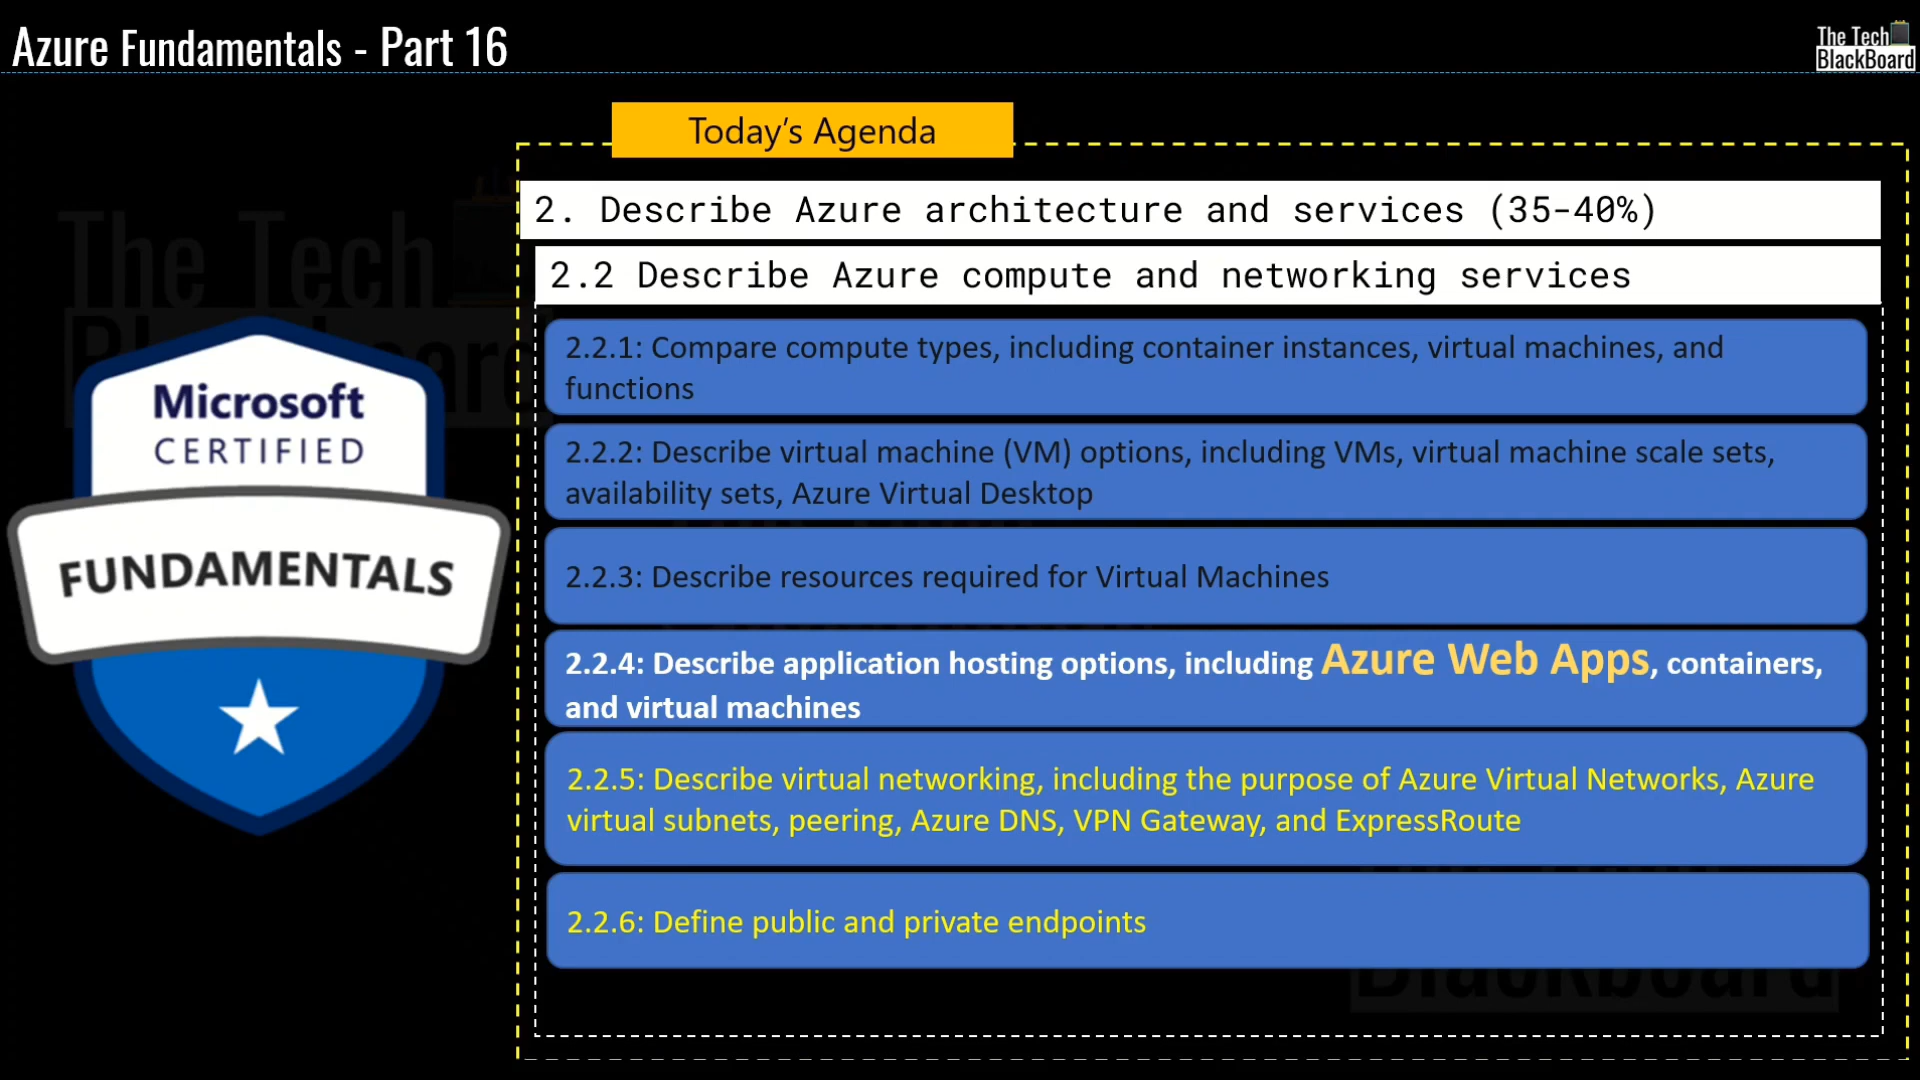 Azure Fundamentals - Part 16
The Tech
BlackBoard
Today's Agenda
2. Describe Azure architecture and services (35-40%)
2.2 Describe Azure compute and networking services
2.2.1: Compare compute types, including container instances, virtual machines, and
functions
2.2.2: Describe virtual machine (VM) options, including VMs, virtual machine scale sets,
availability sets, Azure Virtual Desktop
2.2.3: Describe resources required for Virtual Machines
2.2.4: Describe application hosting options, including Azure Web Apps, containers,
and virtual machines
2.2.5: Describe virtual networking, including the purpose of Azure Virtual Networks, Azure
virtual subnets, peering, Azure DNS, VPN Gateway, and ExpressRoute
2.2.6: Define public and private endpoints
Microsoft
CERTIFIED
FUNDAMENTALS
The Tech